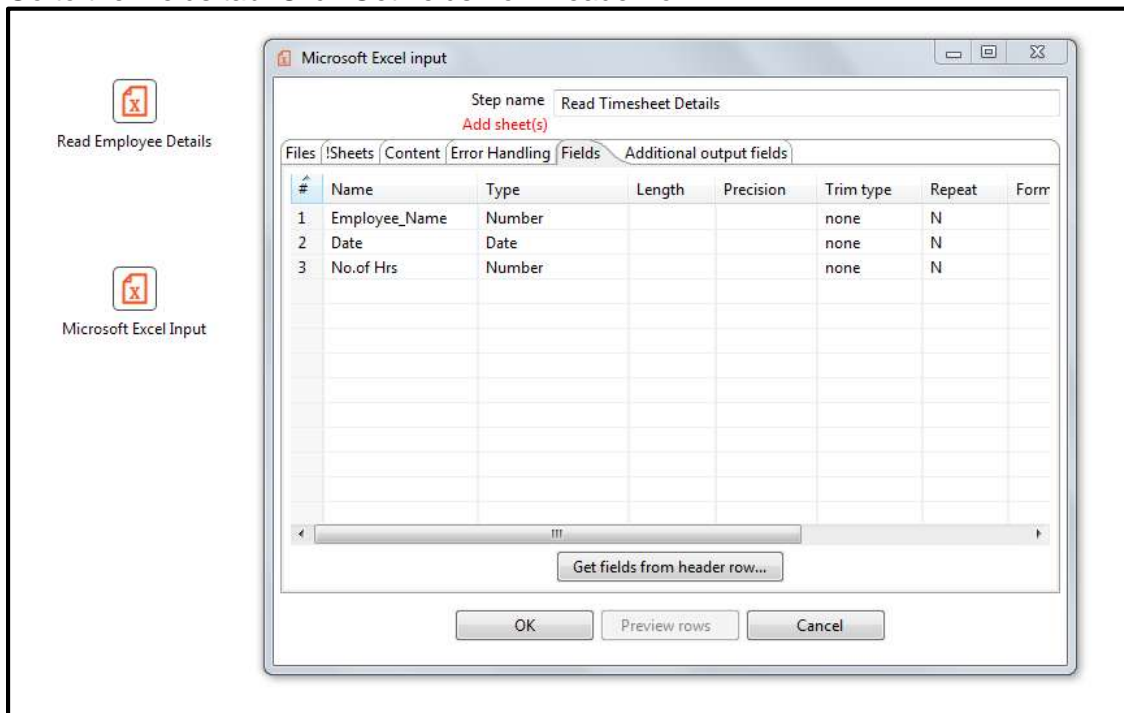 Microsoft Excel input
Read Employee Details
Step name Read Timesheet Details
Add sheet(s)
Files !Sheets Content Error Handling Fields Additional output fields
# Name Type Length Precision Trim type Repeat Form
1 Employee_Name Number none N
2 Date Date none N
3 No.of Hrs Number none N
Microsoft Excel Input
Get fields from header row...
OK Preview rows Cancel